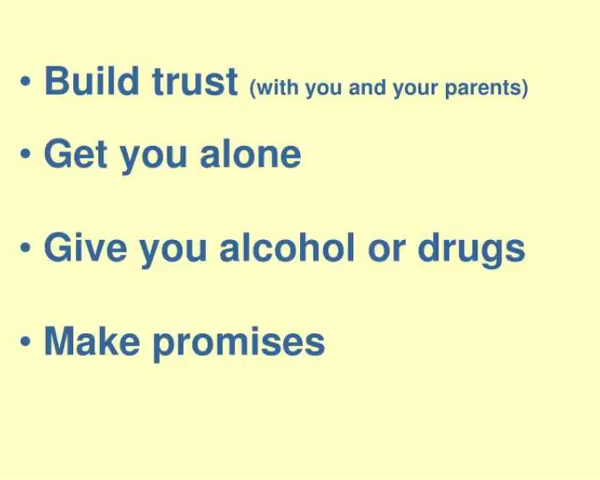 • Build trust (with you and your parents)
• Get you alone
• Give you alcohol or drugs
• Make promises